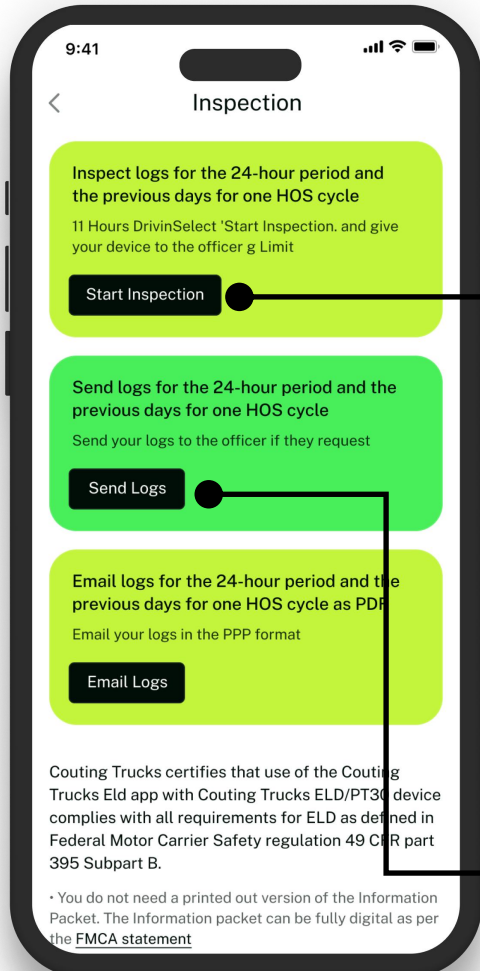 9:41
Inspection
Inspect logs for the 24-hour period and
the previous days for one HOS cycle
11 Hours DrivinSelect 'Start Inspection. and give
your device to the officer g Limit
Start Inspection
Send logs for the 24-hour period and the
previous days for one HOS cycle
Send your logs to the officer if they request
Send Logs
Email logs for the 24-hour period and the
previous days for one HOS cycle as PDF
Email your logs in the PPP format
Email Logs
Couting Trucks certifies that use of the Couting
Trucks Eld app with Couting Trucks ELD/PT30 device
complies with all requirements for ELD as defined in
Federal Motor Carrier Safety regulation 49 CFR part
395 Subpart B.
• You do not need a printed out version of the Information
Packet. The Information packet can be fully digital as per
the FMCA statement